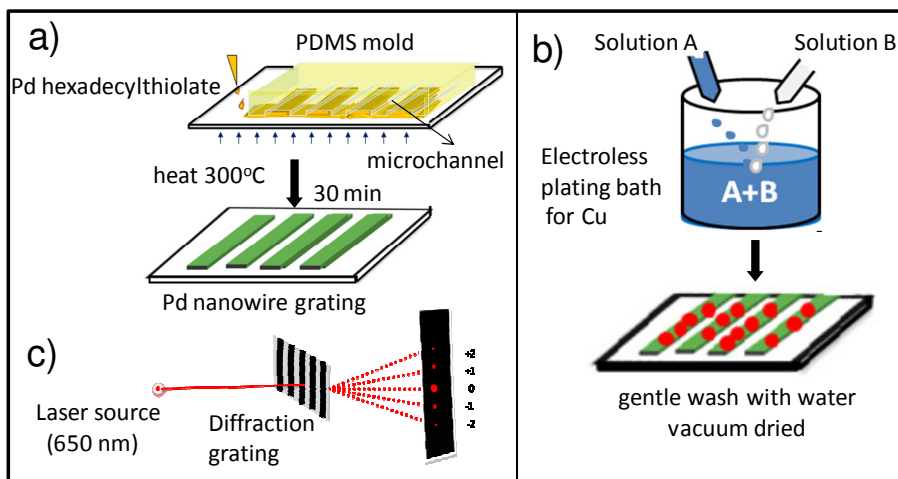 a)
PDMS mold
Pd hexadecylthiolate
microchannel
heat 300°C
30 min
Pd nanowire grating
c)
Laser source
(650 nm)
Diffraction
grating
+2
+1
0
-1
-2
b)
Solution A
Solution B
Electroless
plating bath
for Cu
A+B
gentle wash with water
vacuum dried